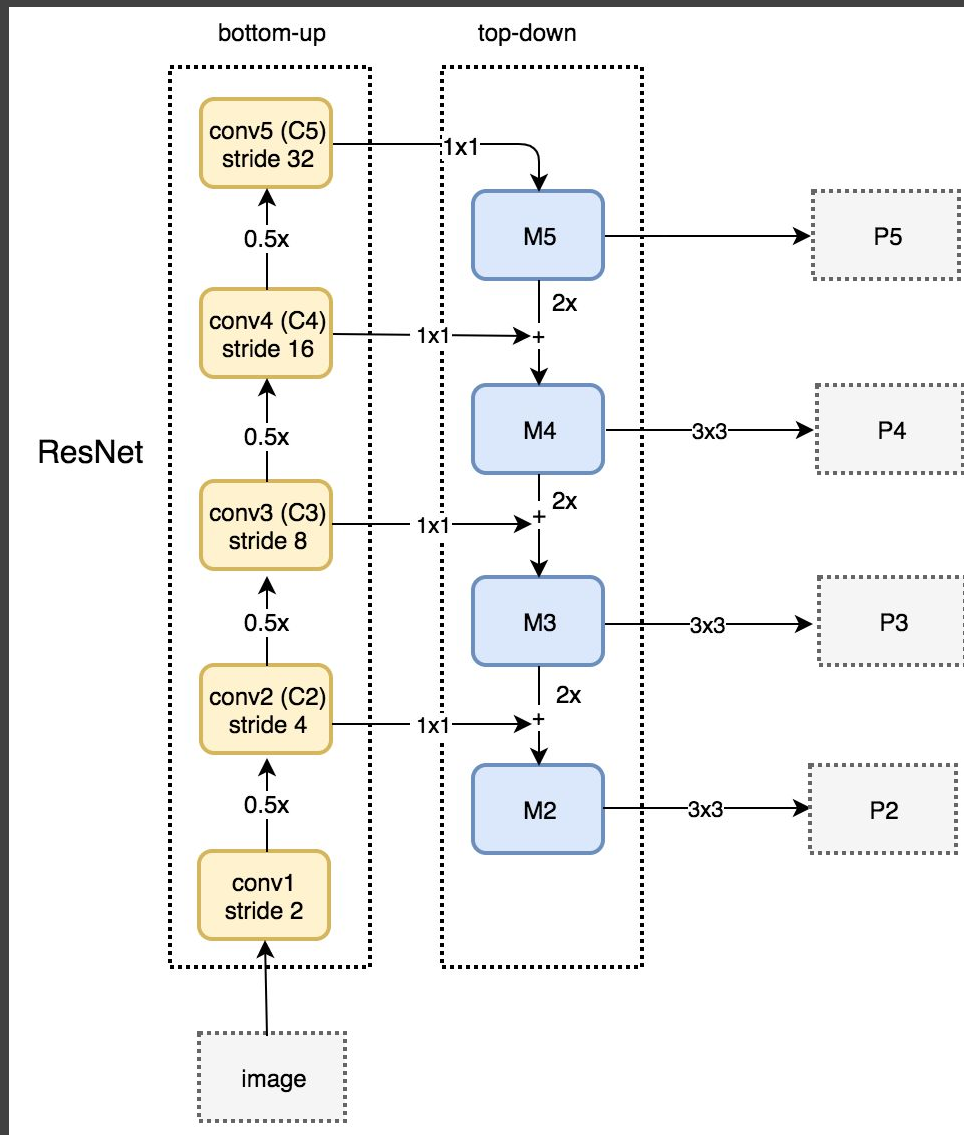 bottom-up
top-down
conv5 (C5)
stride 32
1x1
M5
P5
0.5x
2x
conv4 (C4)
stride 16
1x1
+
M4
3x3
P4
0.5x
ResNet
2x
conv3 (C3)
stride 8
1x1
+
M3
3x3
P3
0.5x
2x
conv2 (C2)
stride 4
1x1
+
M2
3x3
P2
0.5x
conv1
stride 2
image